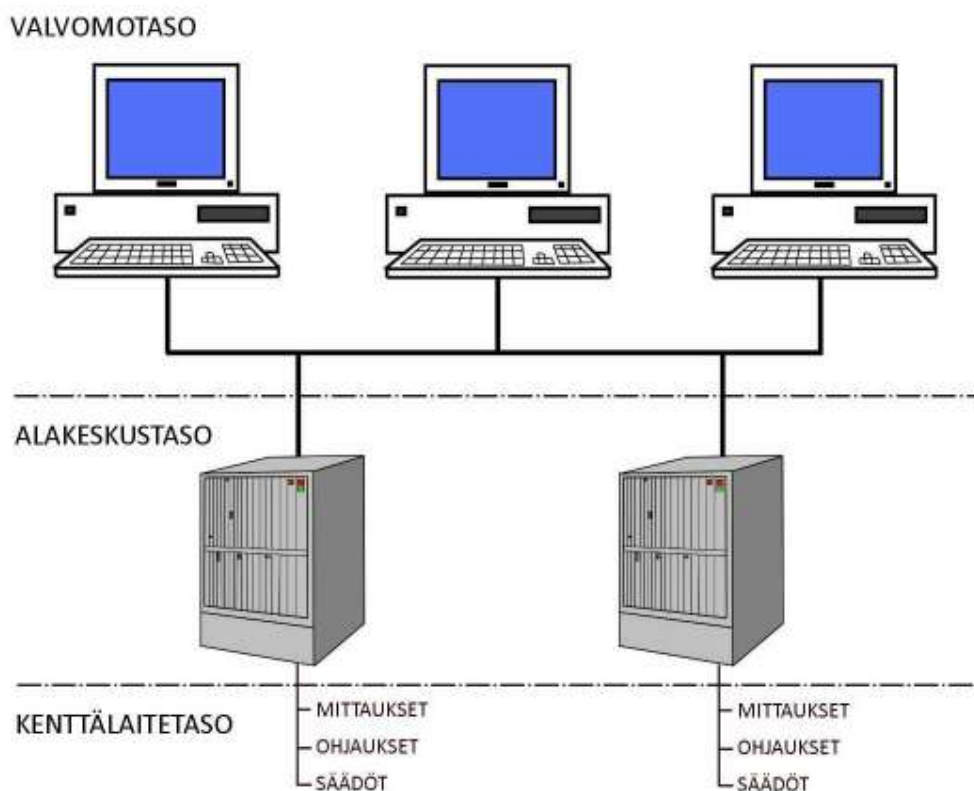 VALVOMOTASO
ALAKESKUSTASO
KENTTÄLAITETASO
MITTAUKSET
OHJAUKSET
SÄÄDÖT
MITTAUKSET
OHJAUKSET
SÄÄDÖT